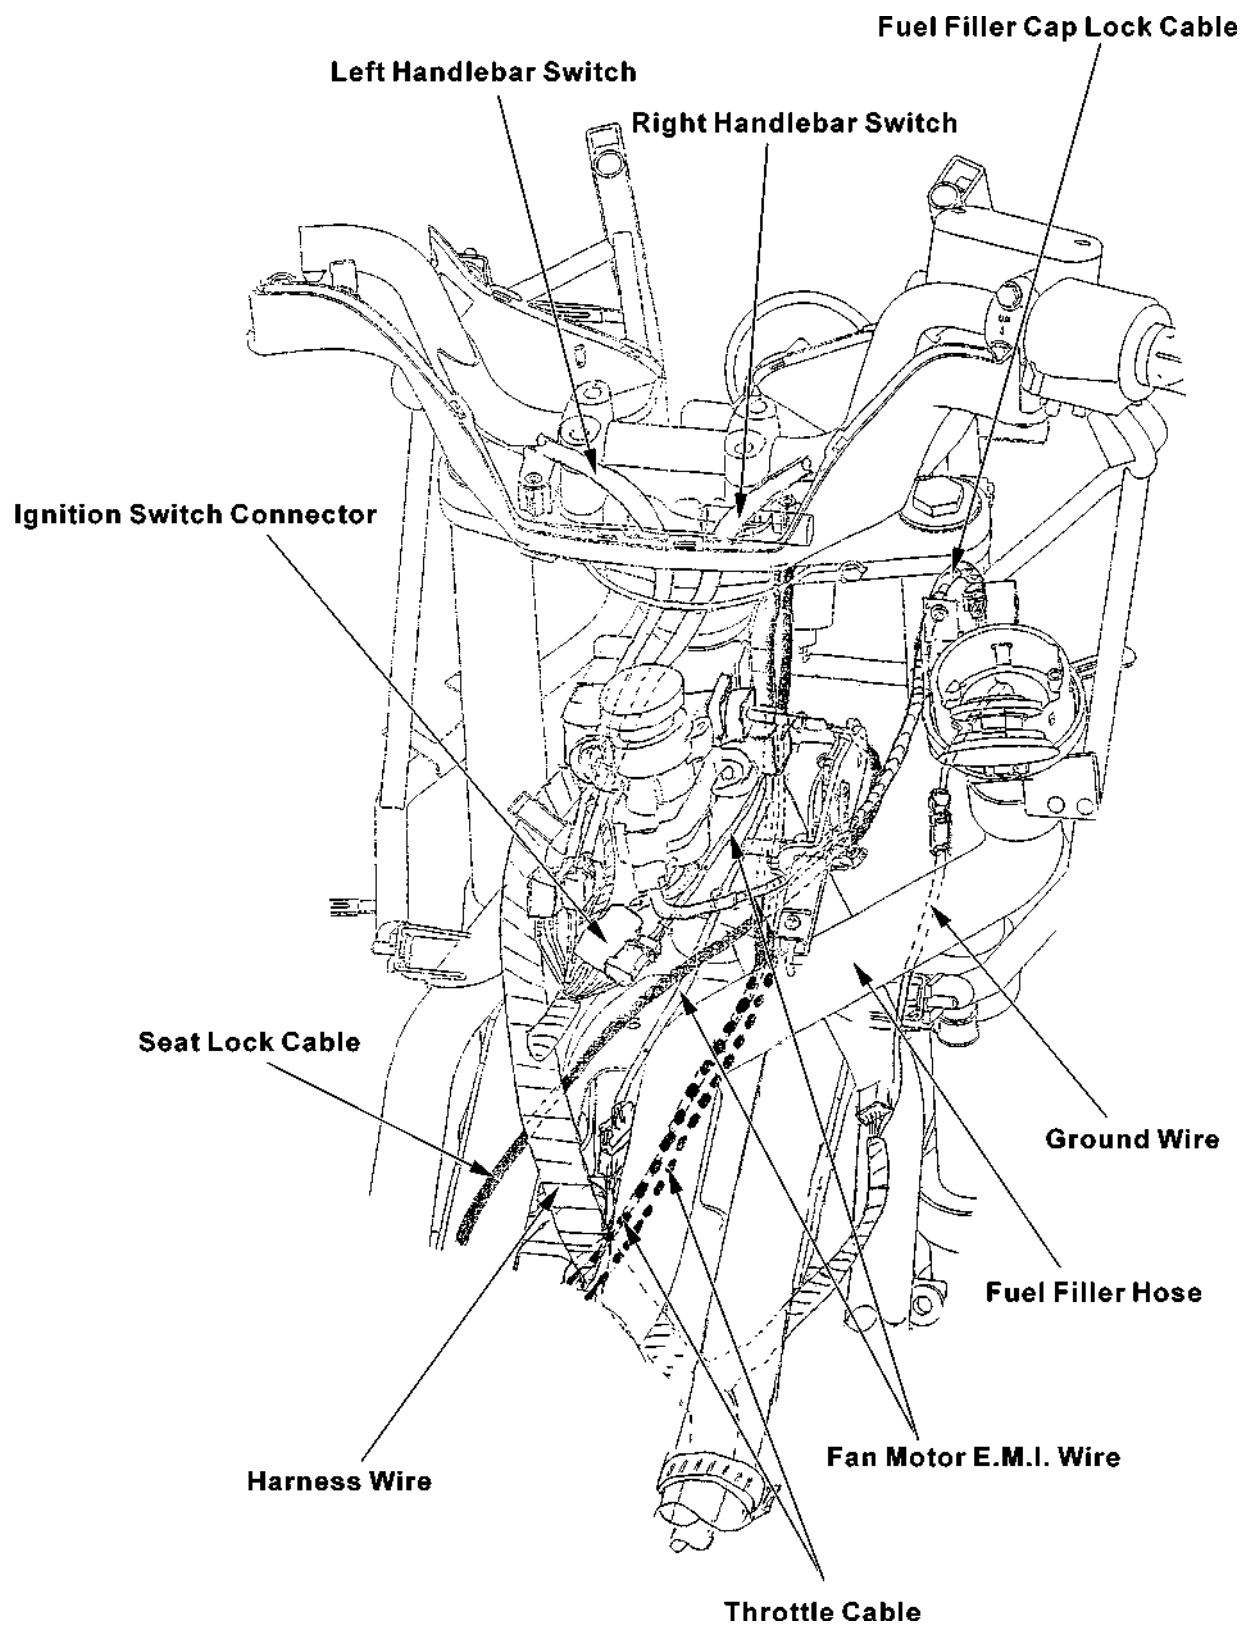 Fuel Filler Cap Lock Cable
Left Handlebar Switch
Right Handlebar Switch
UP
Ignition Switch Connector
Seat Lock Cable
Ground Wire
Fuel Filler Hose
Fan Motor E.M.I. Wire
Harness Wire
Throttle Cable